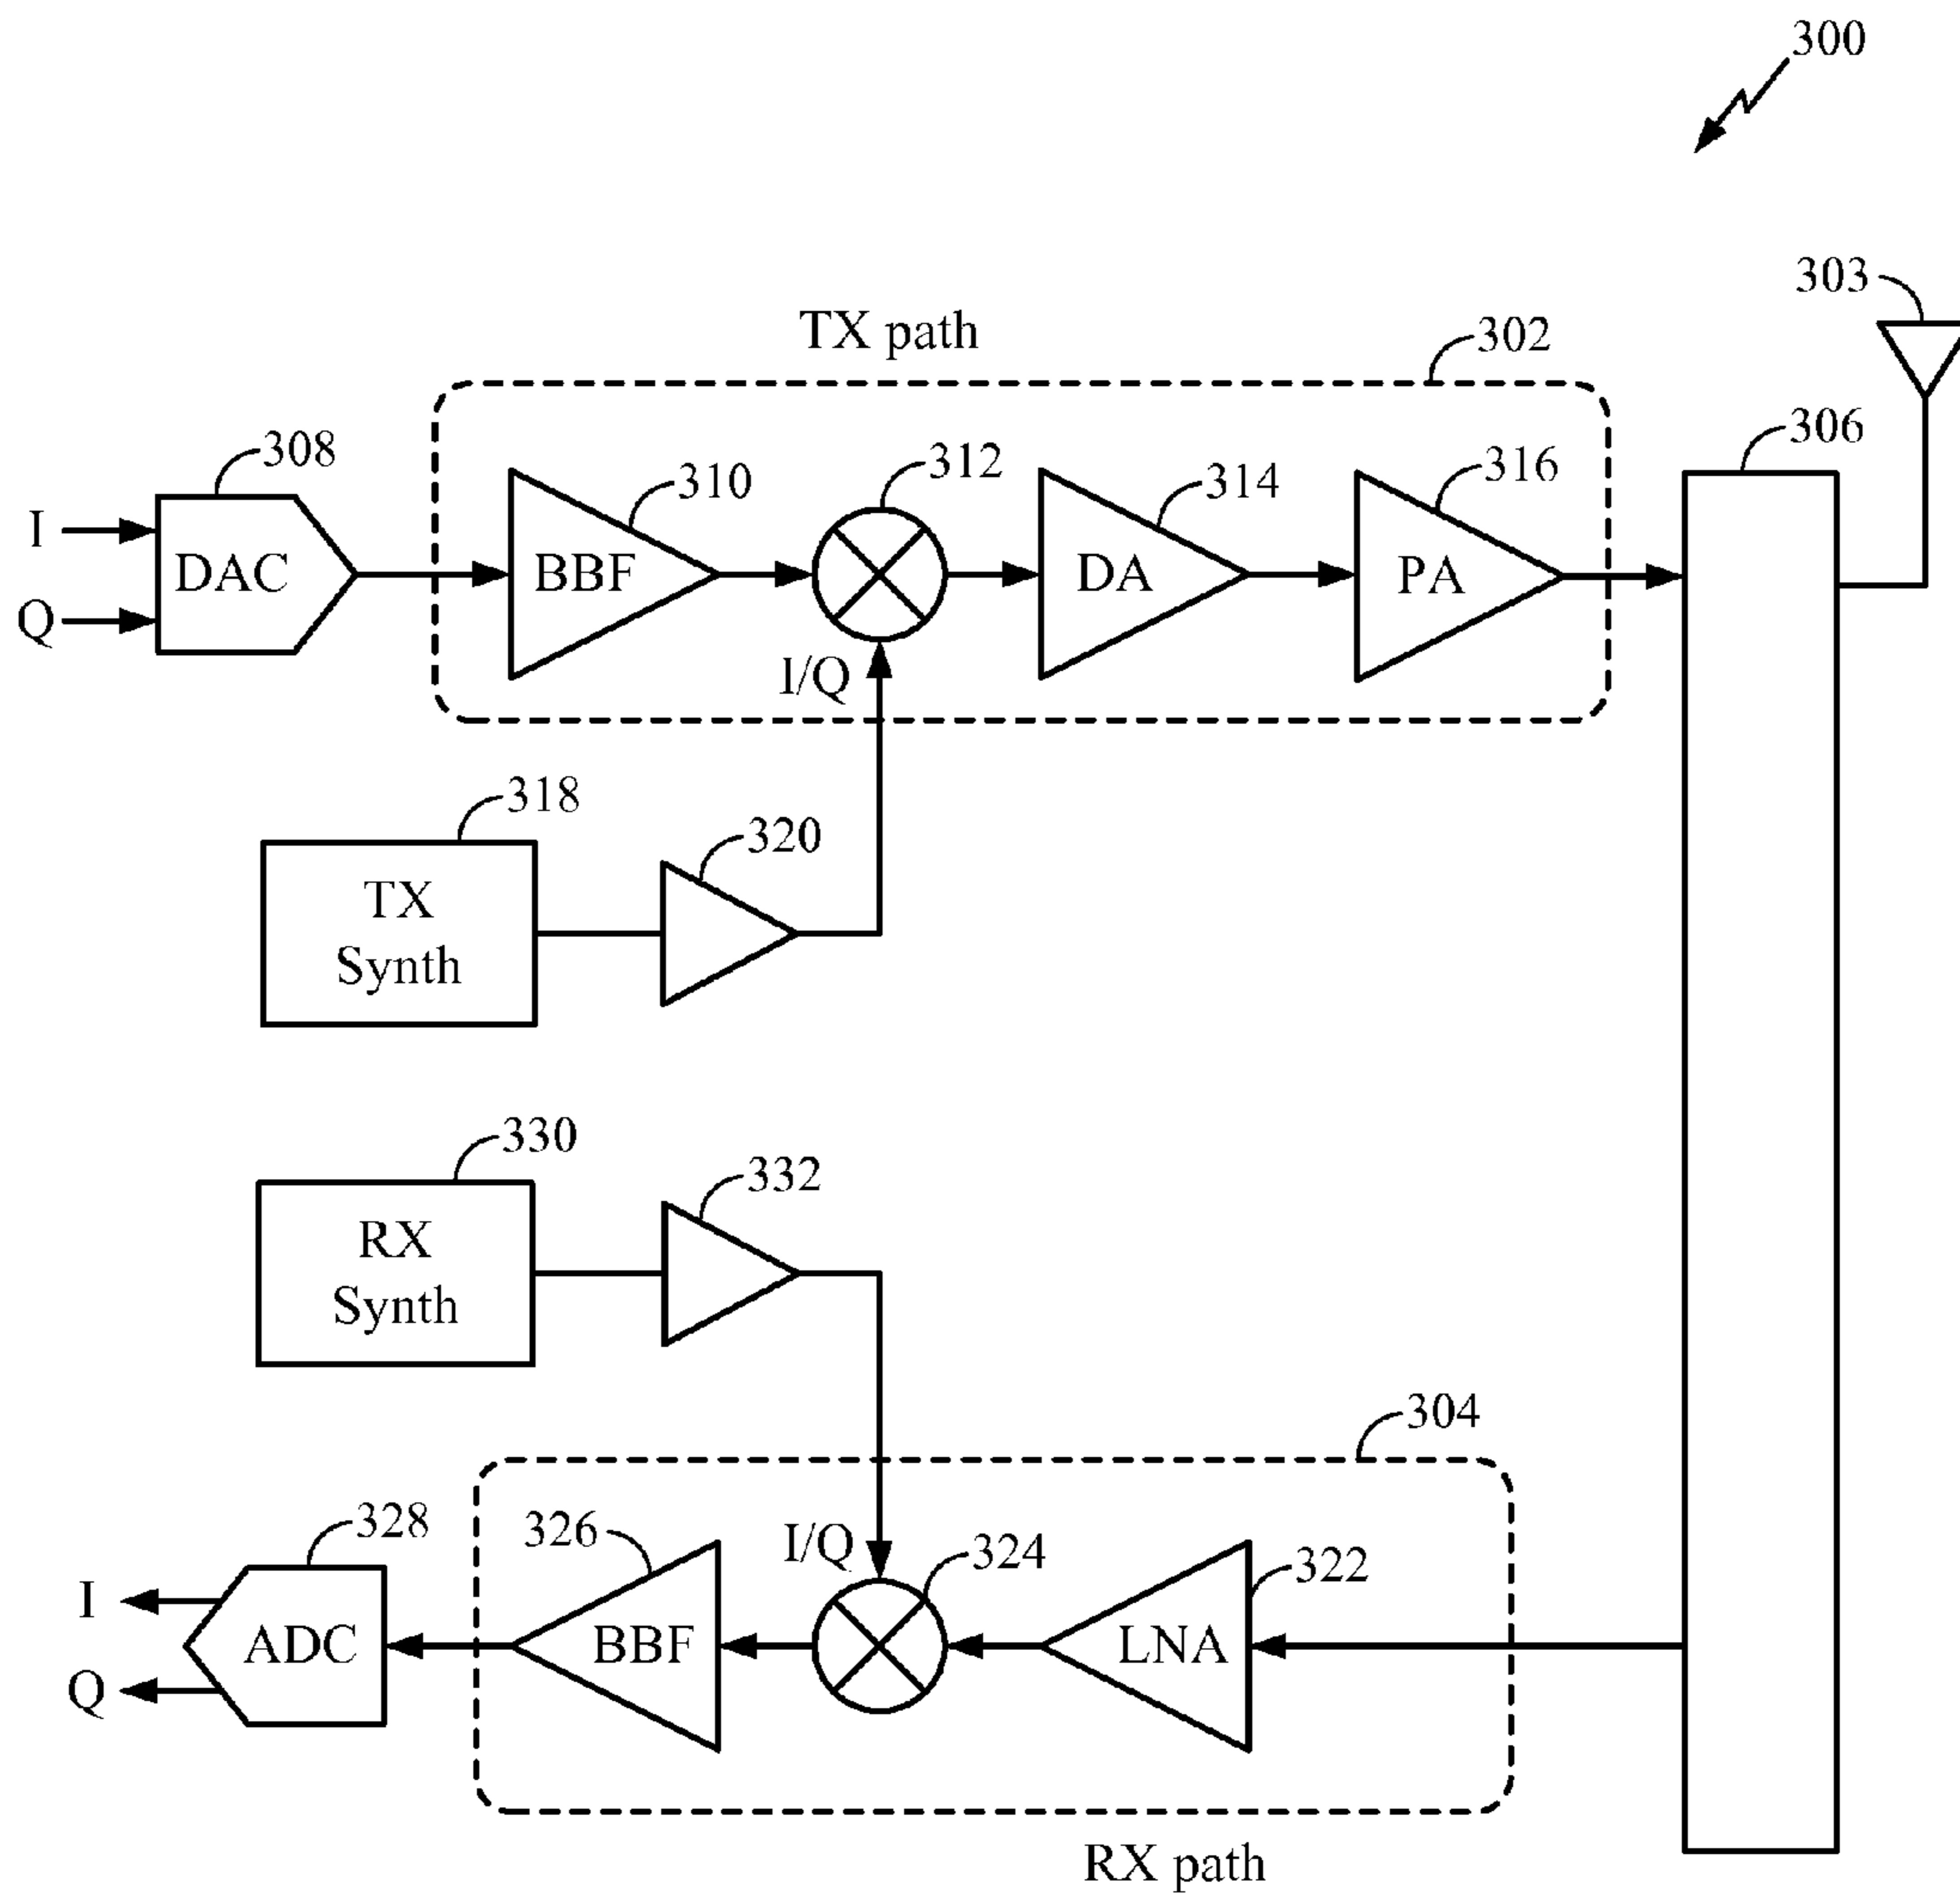 300
303
TX path
302
306
308
310
312
314
316
I
DAC
BBF
DA
PA
Q
I/Q
318
320
TX
Synth
330
332
RX
Synth
304
328
326
I/Q
324
322
I
ADC
BBF
LNA
Q
RX path